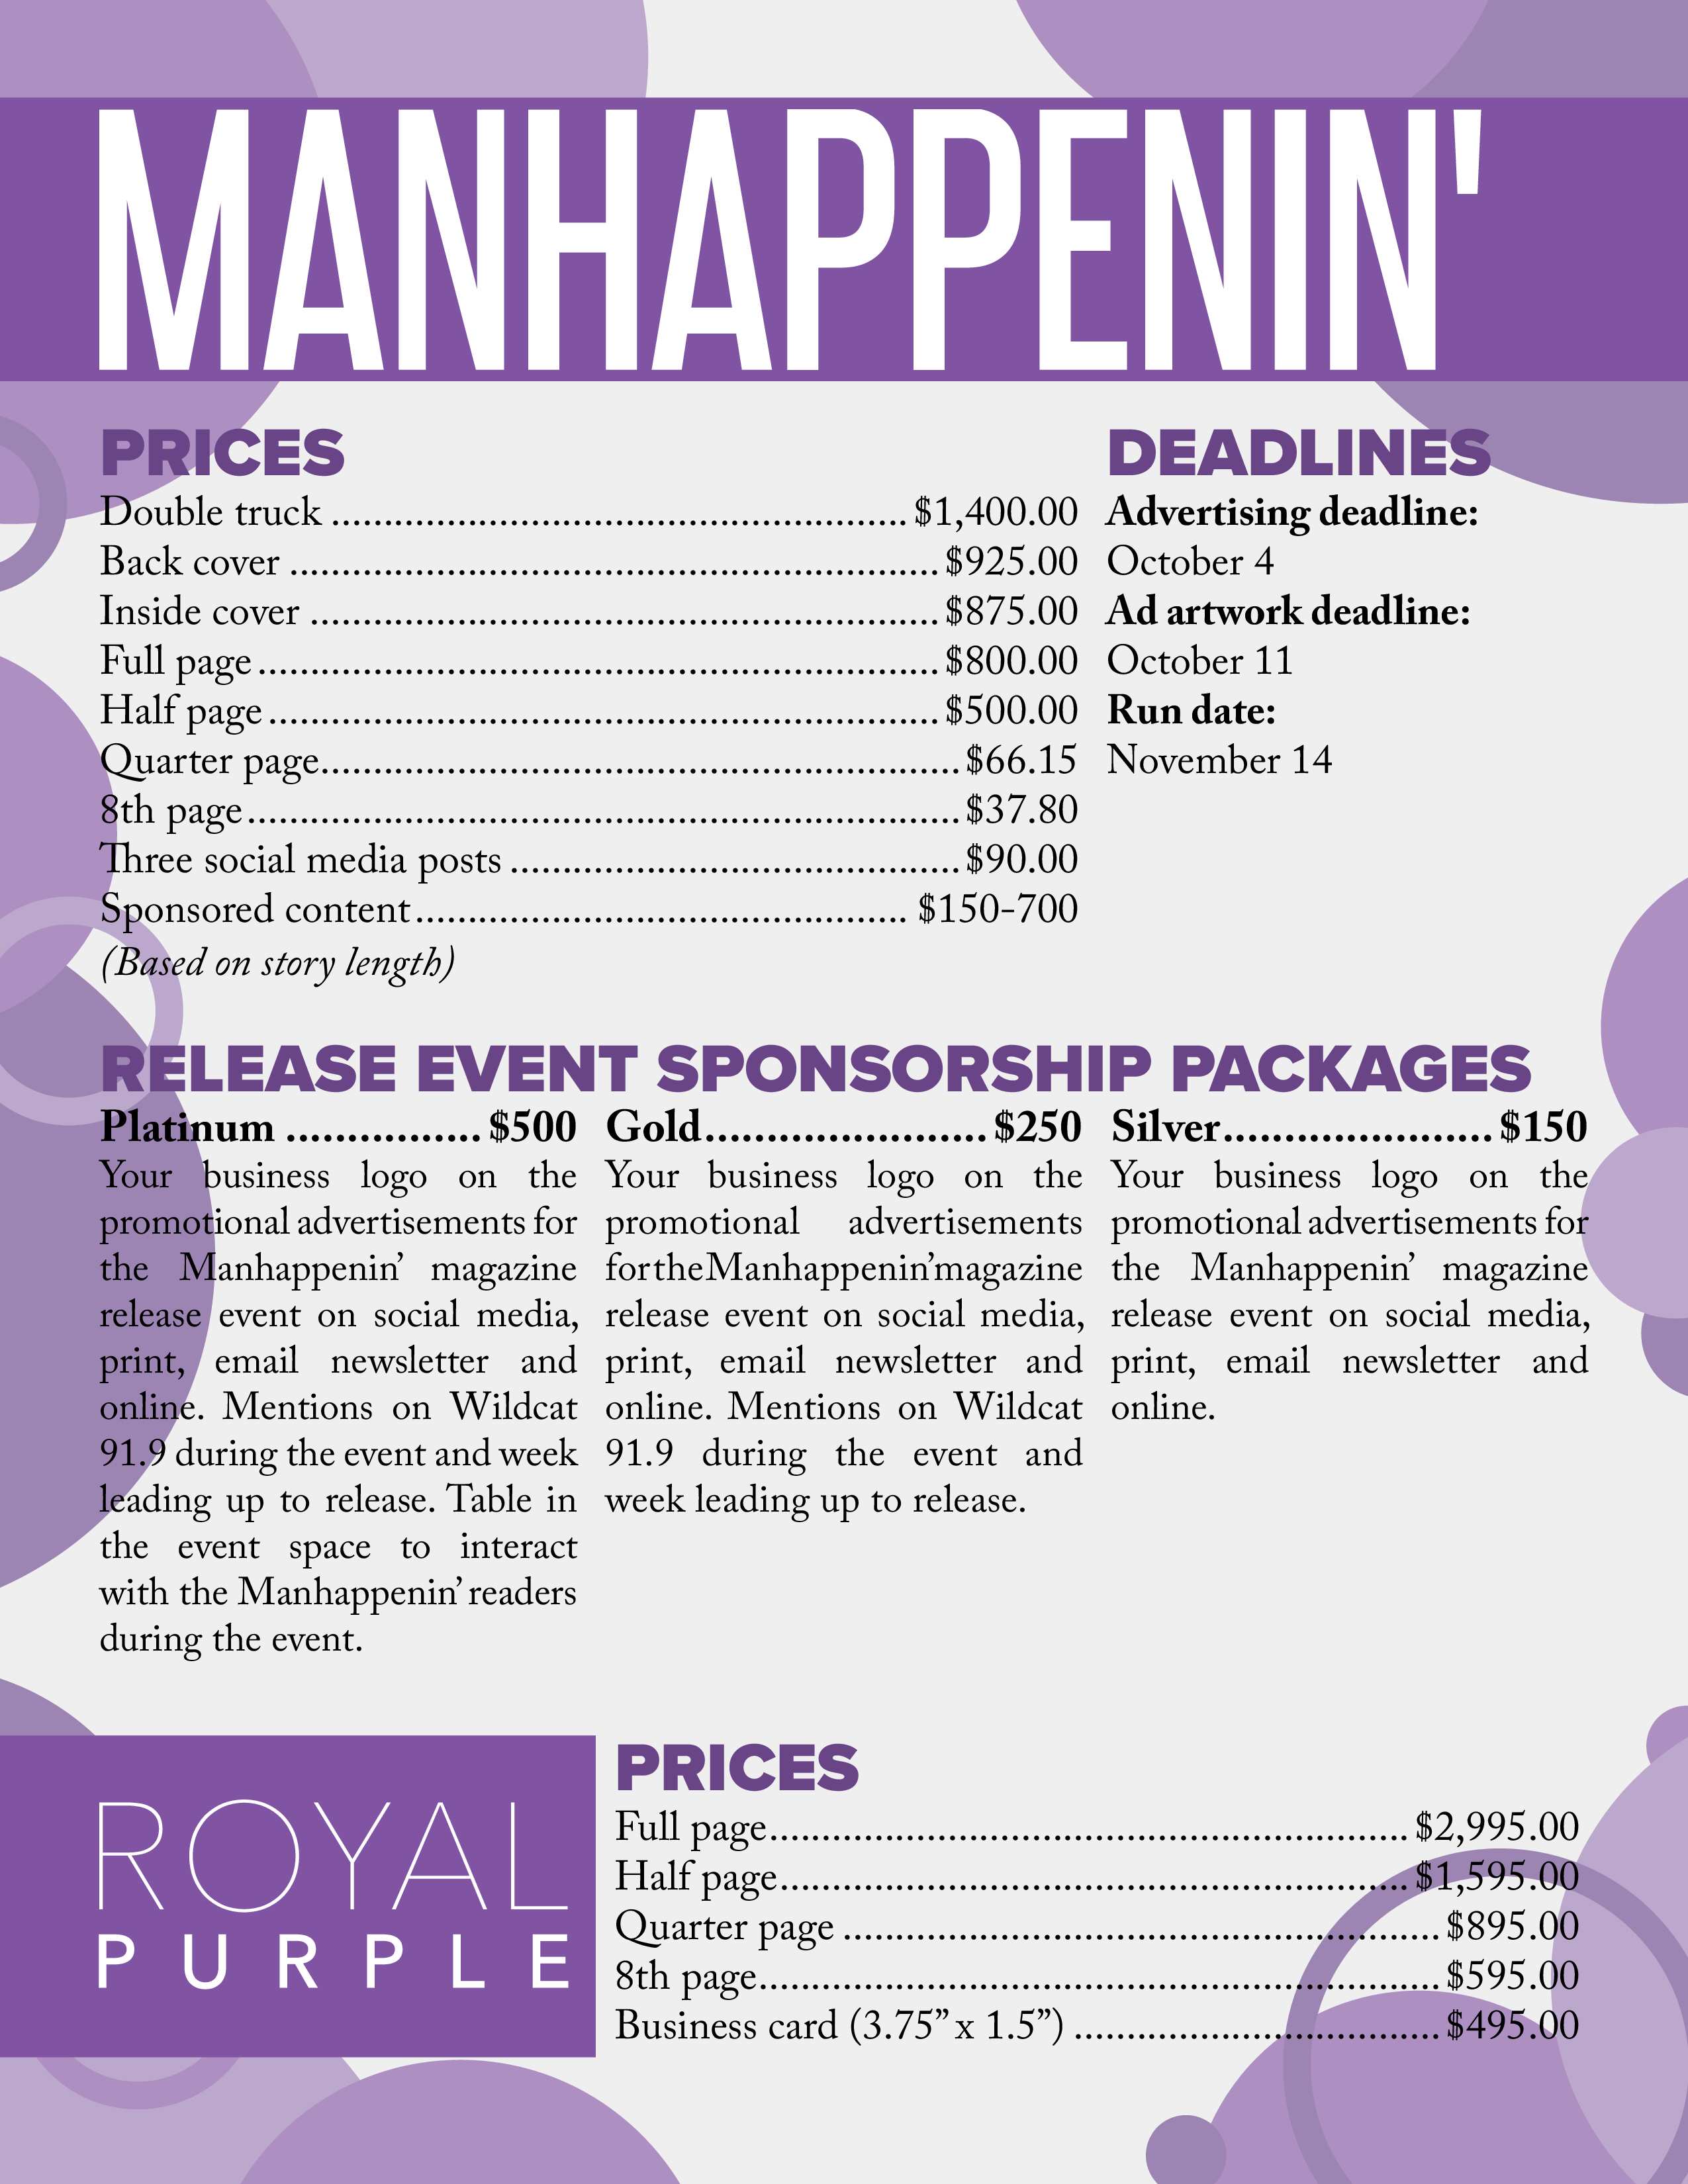 MANHAPPENIN'
PRICES
Double truck ........................................................ $1,400.00
Back cover ............................................................... $925.00
Inside cover ............................................................. $875.00
Full page .................................................................. $800.00
Half page ................................................................. $500.00
Quarter page .............................................................. $66.15
8th page ..................................................................... $37.80
Three social media posts ............................................ $90.00
Sponsored content ................................................ $150-700
(Based on story length)
DEADLINES
Advertising deadline:
October 4
Ad artwork deadline:
October 11
Run date:
November 14
RELEASE EVENT SPONSORSHIP PACKAGES
Platinum ................ $500
Your business logo on the
promotional advertisements for
the Manhappenin’ magazine
release event on social media,
print, email newsletter and
online. Mentions on Wildcat
91.9 during the event and week
leading up to release. Table in
the event space to interact
with the Manhappenin’ readers
during the event.
Gold ....................... $250
Your business logo on the
promotional advertisements
for the Manhappenin’ magazine
release event on social media,
print, email newsletter and
online. Mentions on Wildcat
91.9 during the event and
week leading up to release.
Silver ...................... $150
Your business logo on the
promotional advertisements for
the Manhappenin’ magazine
release event on social media,
print, email newsletter and
online.
ROYAL
PURPLE
PRICES
Full page ............................................................. $2,995.00
Half page ............................................................ $1,595.00
Quarter page ......................................................... $895.00
8th page ................................................................. $595.00
Business card (3.75” x 1.5”) ................................... $495.00